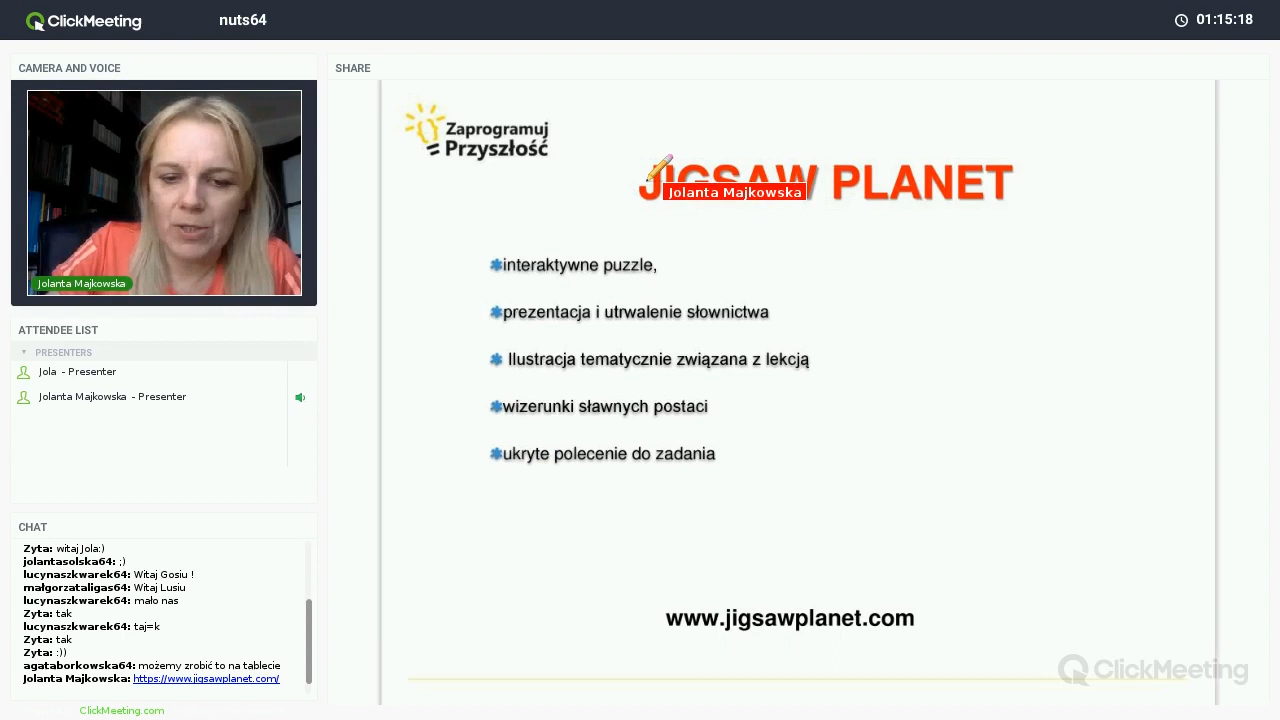 ClickMeeting
nuts64
01:15:18
CAMERA AND VOICE
Jolanta Majkowska
ATTENDEE LIST
PRESENTERS
Jola - Presenter
Jolanta Majkowska - Presenter
CHAT
Zyta: witaj Jola:)
jolantasolska64: ;)
lucynaszkwarek64: Witaj Gosiu !
małgorzataligas64: Witaj Lusiu
lucynaszkwarek64: mało nas
Zyta: tak
lucynaszkwarek64: taj=k
Zyta: tak
Zyta: :))
agataborkowska64: możemy zrobić to na tablecie
Jolanta Majkowska: https://www.jigsawplanet.com/
ClickMeeting.com
SHARE
Zaprogramuj
Przyszłość
JIGSAW PLANET
Jolanta Majkowska
interaktywne puzzle,
prezentacja i utrwalenie słownictwa
Ilustracja tematycznie związana z lekcją
wizerunki sławnych postaci
ukryte polecenie do zadania
www.jigsawplanet.com
ClickMeeting